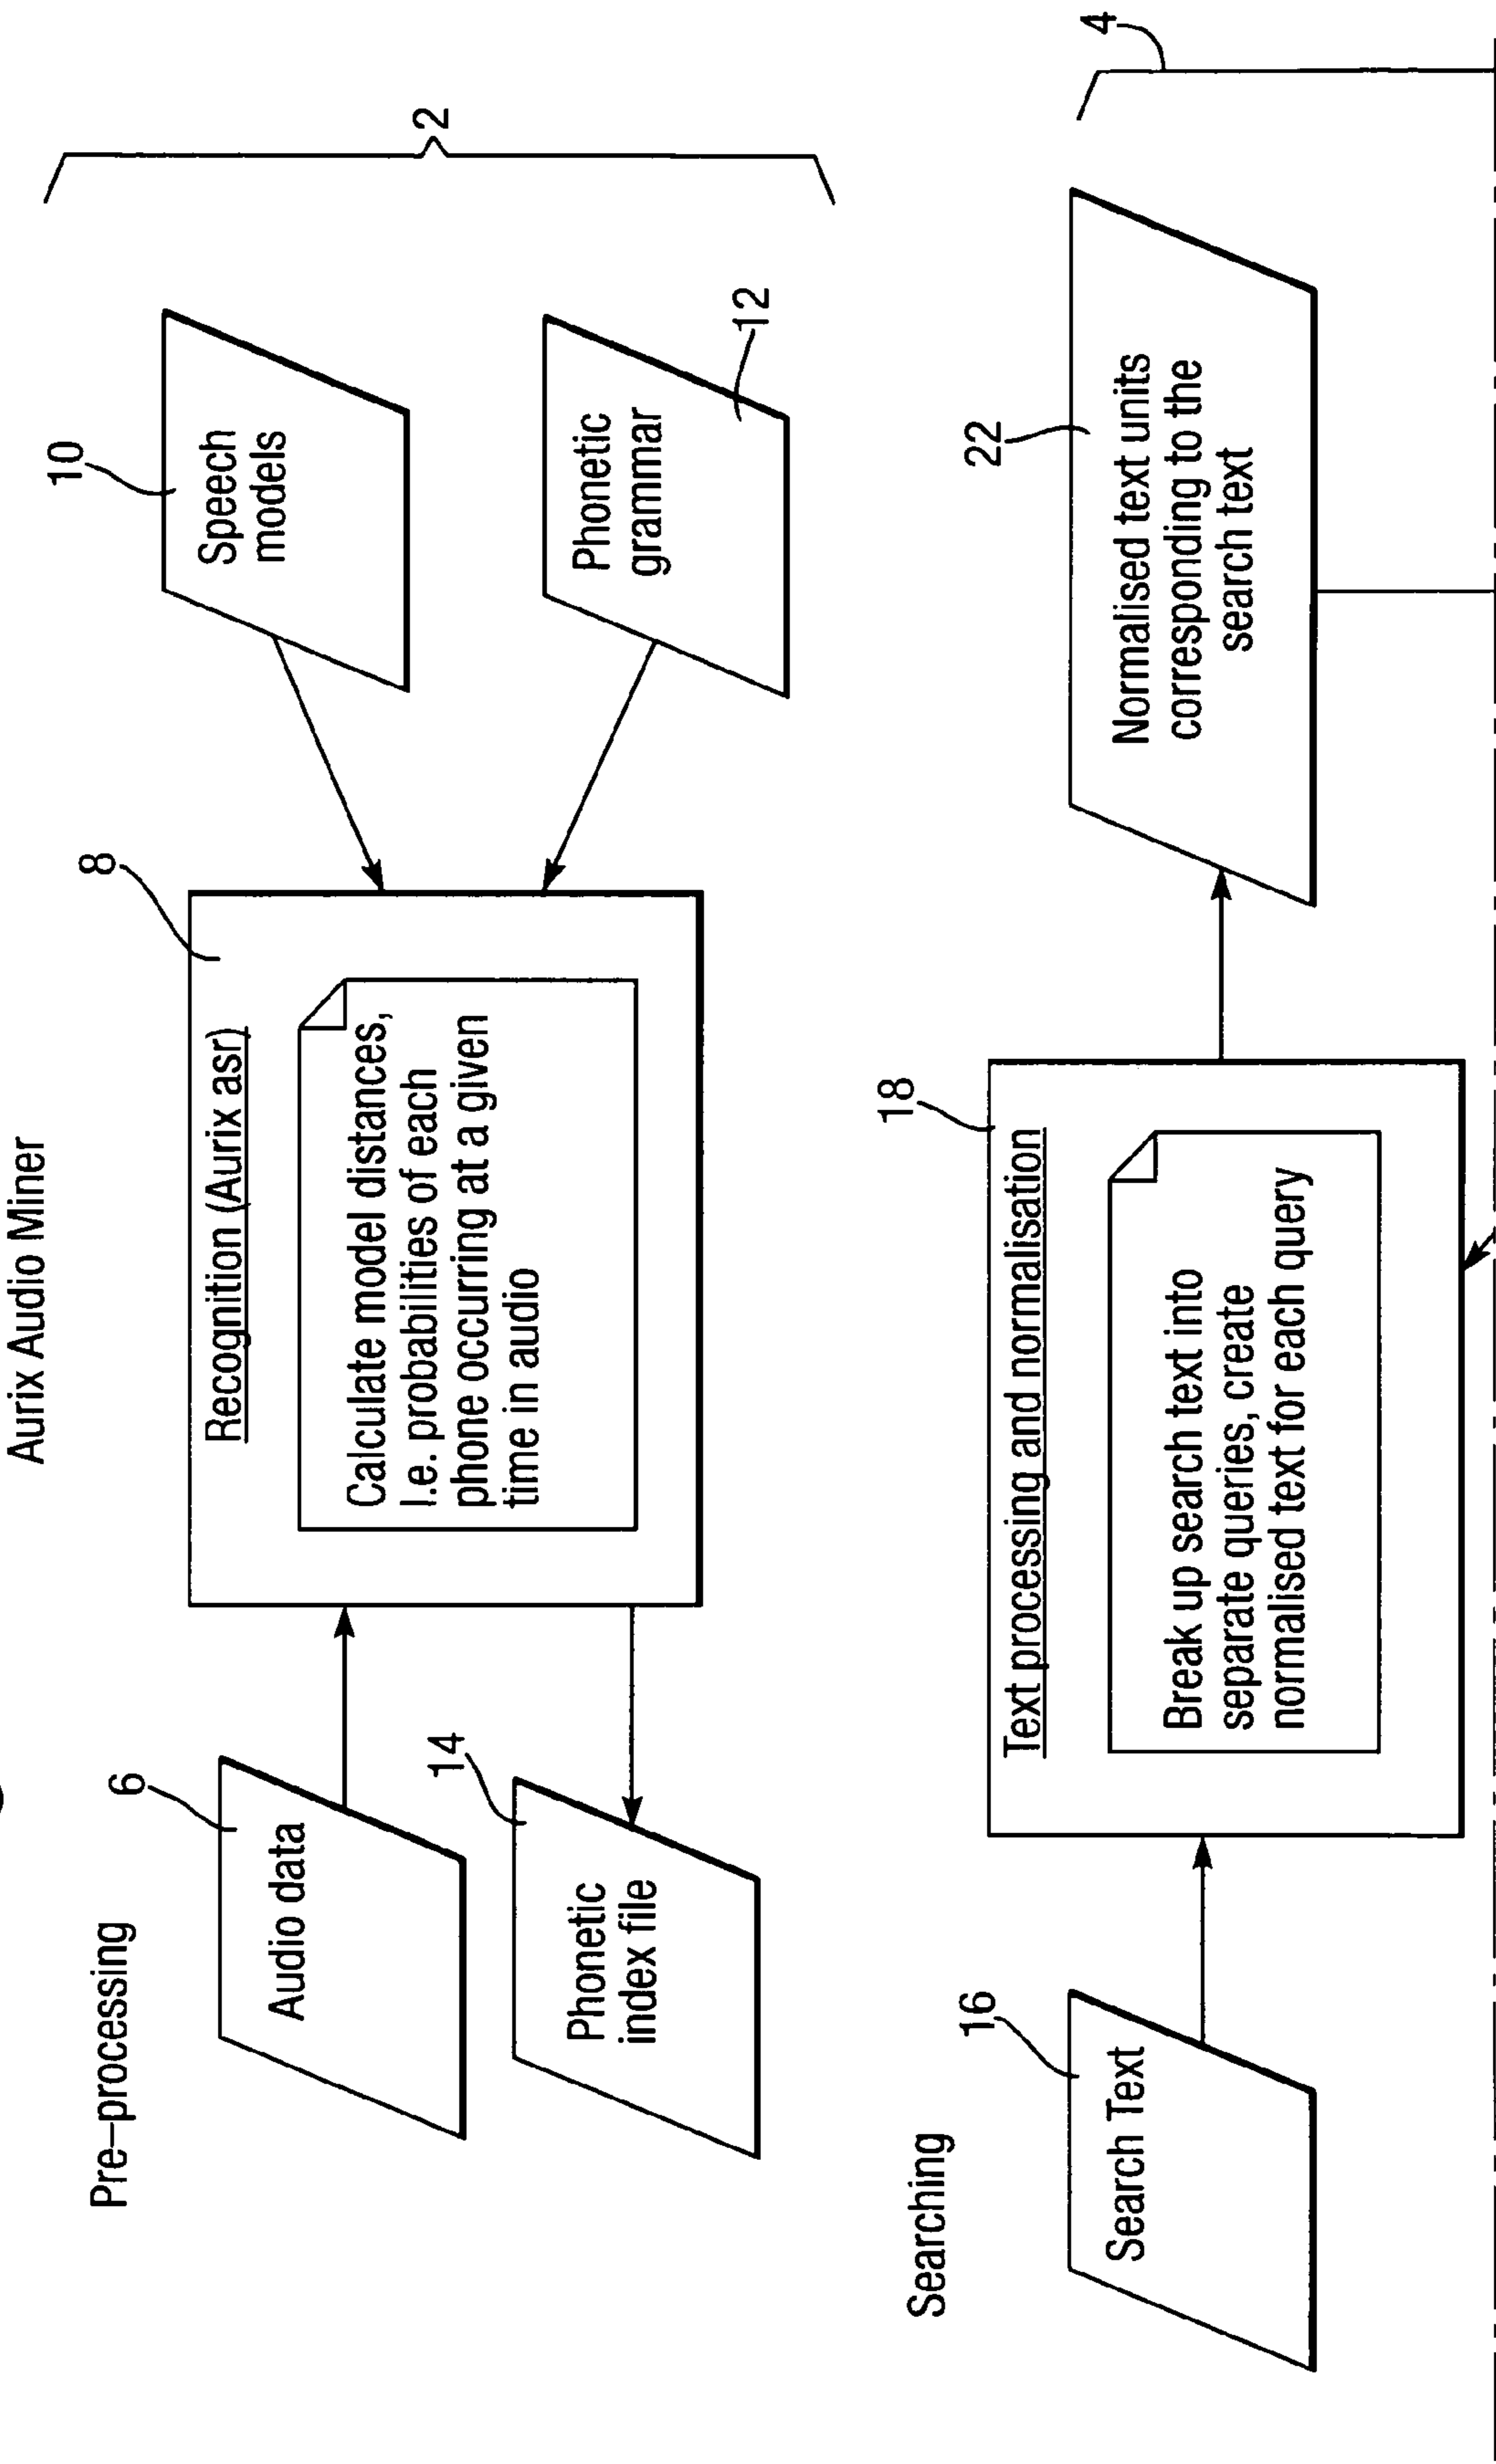 Aurix Audio Miner
Pre–processing
6
Audio data
14
Phonetic
index file
8
Recognition (Aurix asr)
Calculate model distances,
I.e. probabilities of each
phone occurring at a given
time in audio
10
Speech
models
Phonetic
grammar
12
2
Searching
16
Search Text
18
Text processing and normalisation
Break up search text into
separate queries, create
normalised text for each query
22
Normalised text units
corresponding to the
search text
4